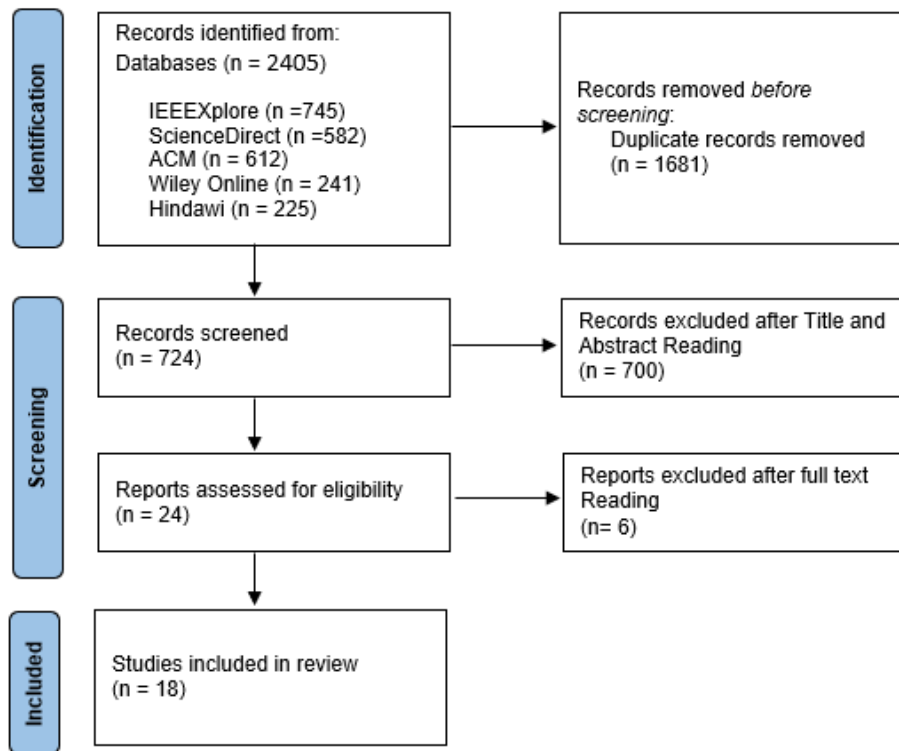 Identification
Records identified from:
Databases (n = 2405)
IEEEXplore (n =745)
ScienceDirect (n =582)
ACM (n = 612)
Wiley Online (n = 241)
Hindawi (n = 225)
Records removed before
screening:
Duplicate records removed
(n = 1681)
Screening
Records screened
(n = 724)
Records excluded after Title and
Abstract Reading
(n = 700)
Reports assessed for eligibility
(n = 24)
Reports excluded after full text
Reading
(n= 6)
Included
Studies included in review
(n = 18)